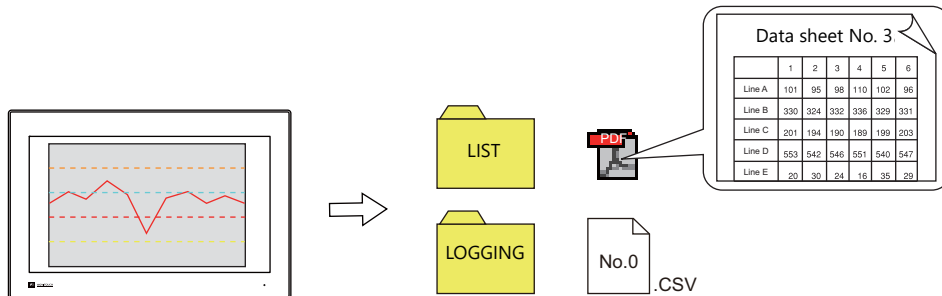 Data sheet No. 3
1 2 3 4 5 6
Line A 101 95 98 110 102 96
Line B 330 324 332 336 329 331
Line C 201 194 190 189 199 203
Line D 553 542 546 551 540 547
Line E 20 30 24 16 35 29
LIST
PDF
LOGGING
No.0
.CSV